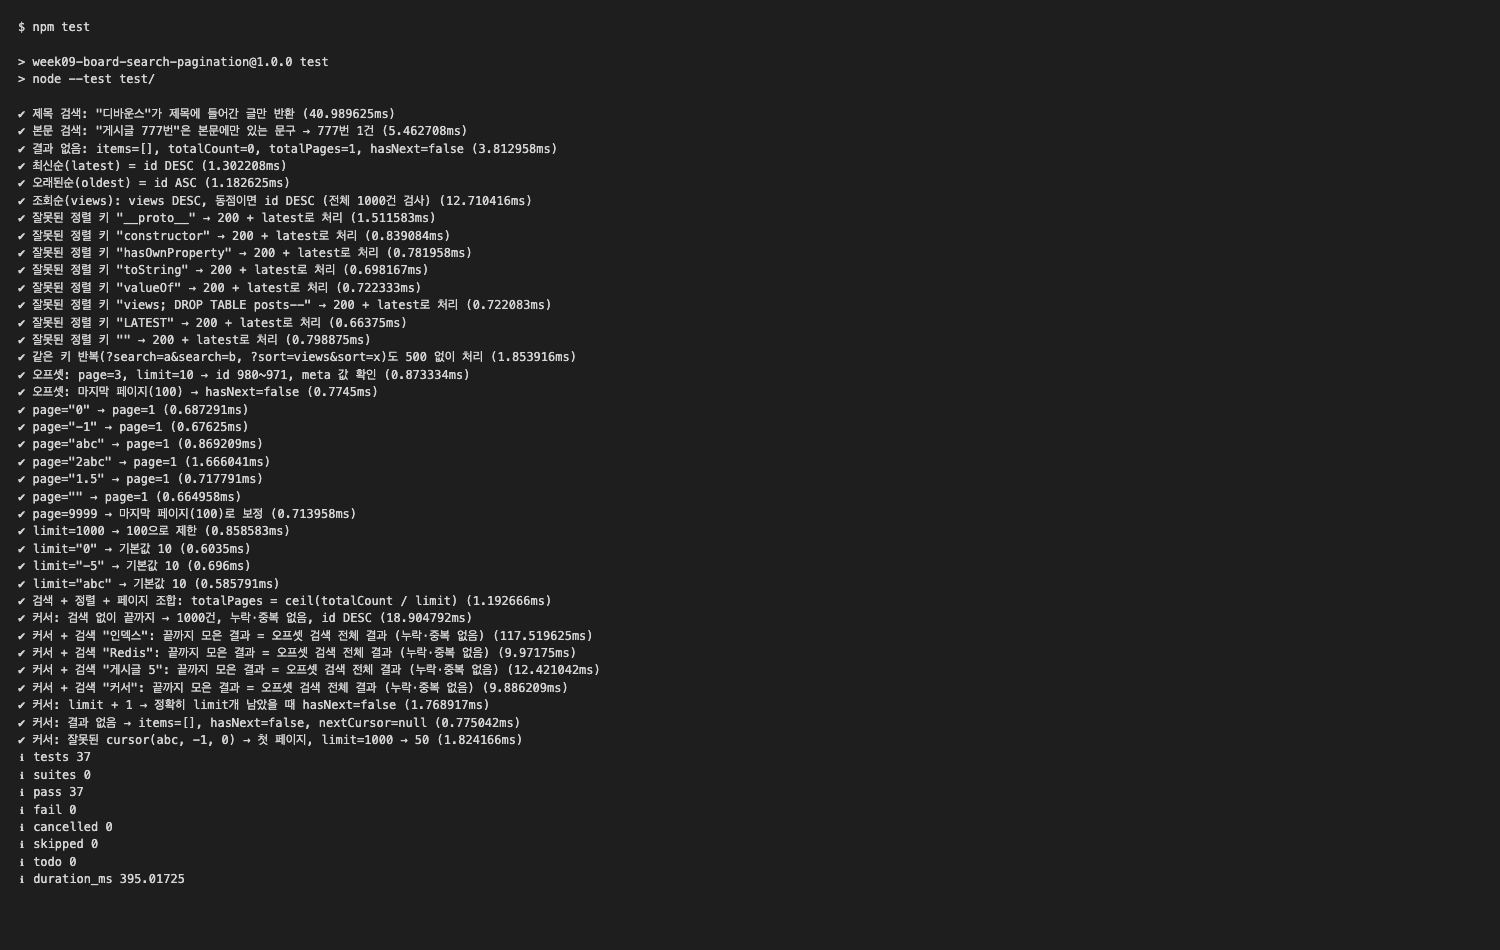 $ npm test
> week09-board-search-pagination@1.0.0 test
> node --test test/
✔ 제목 검색: "디바운스"가 제목에 들어간 글만 반환 (40.989625ms)
✔ 본문 검색: "게시글 777번"은 본문에만 있는 문구 → 777번 1건 (5.462708ms)
✔ 결과 없음: items=[], totalCount=0, totalPages=1, hasNext=false (3.812958ms)
✔ 최신순(latest) = id DESC (1.302208ms)
✔ 오래된순(oldest) = id ASC (1.182625ms)
✔ 조회순(views): views DESC, 동점이면 id DESC (전체 1000건 검사) (12.710416ms)
✔ 잘못된 정렬 키 "__proto__" → 200 + latest로 처리 (1.511583ms)
✔ 잘못된 정렬 키 "constructor" → 200 + latest로 처리 (0.839084ms)
✔ 잘못된 정렬 키 "hasOwnProperty" → 200 + latest로 처리 (0.781958ms)
✔ 잘못된 정렬 키 "toString" → 200 + latest로 처리 (0.698167ms)
✔ 잘못된 정렬 키 "valueOf" → 200 + latest로 처리 (0.722333ms)
✔ 잘못된 정렬 키 "views; DROP TABLE posts--" → 200 + latest로 처리 (0.722083ms)
✔ 잘못된 정렬 키 "LATEST" → 200 + latest로 처리 (0.66375ms)
✔ 잘못된 정렬 키 "" → 200 + latest로 처리 (0.798875ms)
✔ 같은 키 반복(?search=a&search=b, ?sort=views&sort=x)도 500 없이 처리 (1.853916ms)
✔ 오프셋: page=3, limit=10 → id 980~971, meta 값 확인 (0.873334ms)
✔ 오프셋: 마지막 페이지(100) → hasNext=false (0.7745ms)
✔ page="0" → page=1 (0.687291ms)
✔ page="-1" → page=1 (0.67625ms)
✔ page="abc" → page=1 (0.869209ms)
✔ page="2abc" → page=1 (1.666041ms)
✔ page="1.5" → page=1 (0.717791ms)
✔ page="" → page=1 (0.664958ms)
✔ page=9999 → 마지막 페이지(100)로 보정 (0.713958ms)
✔ limit=1000 → 100으로 제한 (0.858583ms)
✔ limit="0" → 기본값 10 (0.6035ms)
✔ limit="-5" → 기본값 10 (0.696ms)
✔ limit="abc" → 기본값 10 (0.585791ms)
✔ 검색 + 정렬 + 페이지 조합: totalPages = ceil(totalCount / limit) (1.192666ms)
✔ 커서: 검색 없이 끝까지 → 1000건, 누락·중복 없음, id DESC (18.904792ms)
✔ 커서 + 검색 "인덱스": 끝까지 모은 결과 = 오프셋 검색 전체 결과 (누락·중복 없음) (117.519625ms)
✔ 커서 + 검색 "Redis": 끝까지 모은 결과 = 오프셋 검색 전체 결과 (누락·중복 없음) (9.97175ms)
✔ 커서 + 검색 "게시글 5": 끝까지 모은 결과 = 오프셋 검색 전체 결과 (누락·중복 없음) (12.421042ms)
✔ 커서 + 검색 "커서": 끝까지 모은 결과 = 오프셋 검색 전체 결과 (누락·중복 없음) (9.886209ms)
✔ 커서: limit + 1 → 정확히 limit개 남았을 때 hasNext=false (1.768917ms)
✔ 커서: 결과 없음 → items=[], hasNext=false, nextCursor=null (0.775042ms)
✔ 커서: 잘못된 cursor(abc, -1, 0) → 첫 페이지, limit=1000 → 50 (1.824166ms)
ℹ tests 37
ℹ suites 0
ℹ pass 37
ℹ fail 0
ℹ cancelled 0
ℹ skipped 0
ℹ todo 0
ℹ duration_ms 395.01725